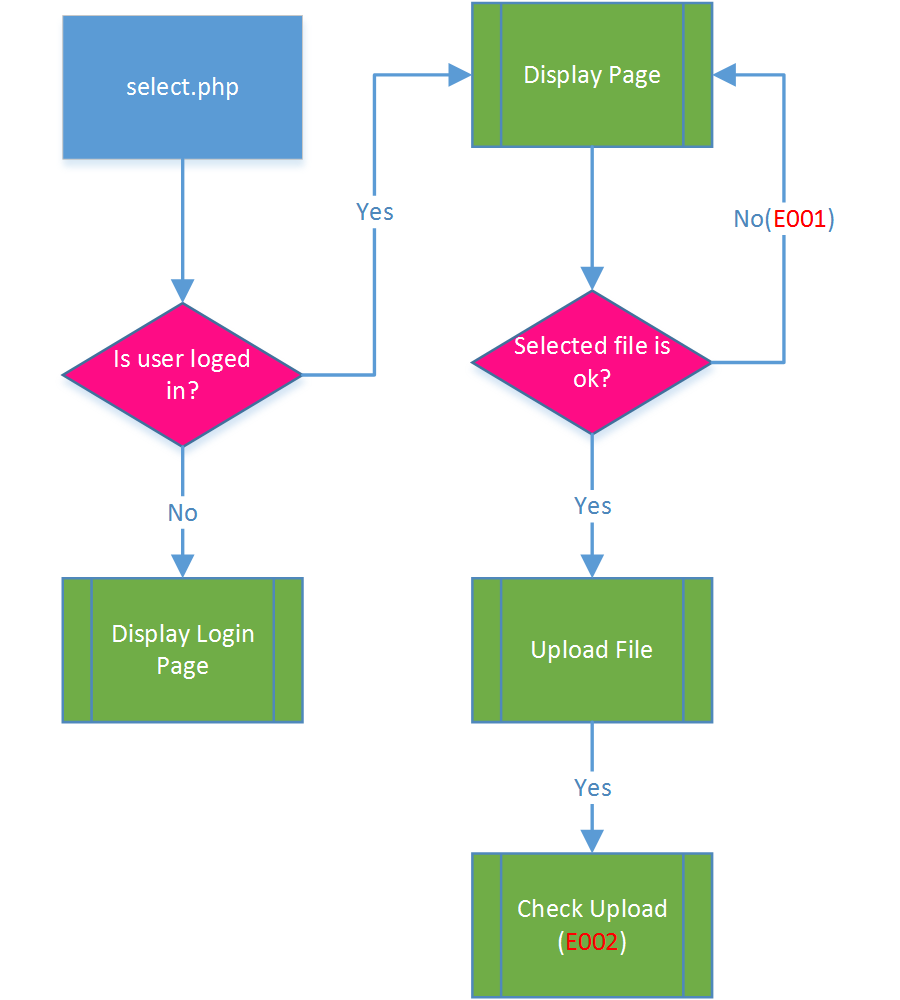 select.php
Display Page
Yes
No(E001)
Is user loged
in?
Selected file is
ok?
No
Yes
Display Login
Page
Upload File
Yes
Check Upload
(E002)